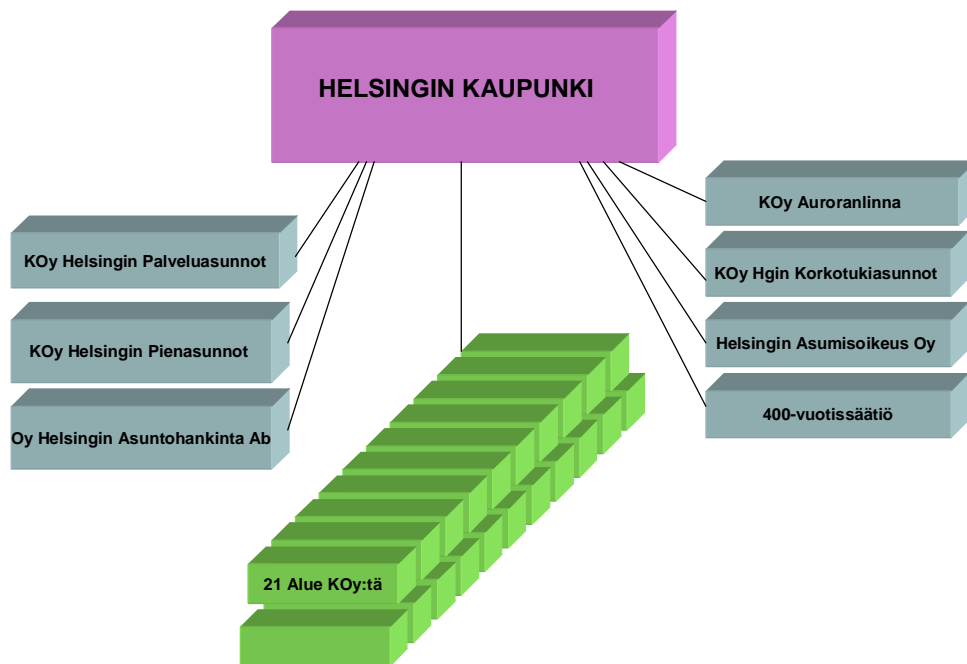 HELSINGIN KAUPUNKI
KOy Helsingin Palveluasunnot
KOy Helsingin Pienasunnot
Oy Helsingin Asuntohankinta Ab
KOy Auroranlinna
KOy Hgin Korkotukiasunnot
Helsingin Asumisoikeus Oy
400-vuotissäätiö
21 Alue KOy:tä